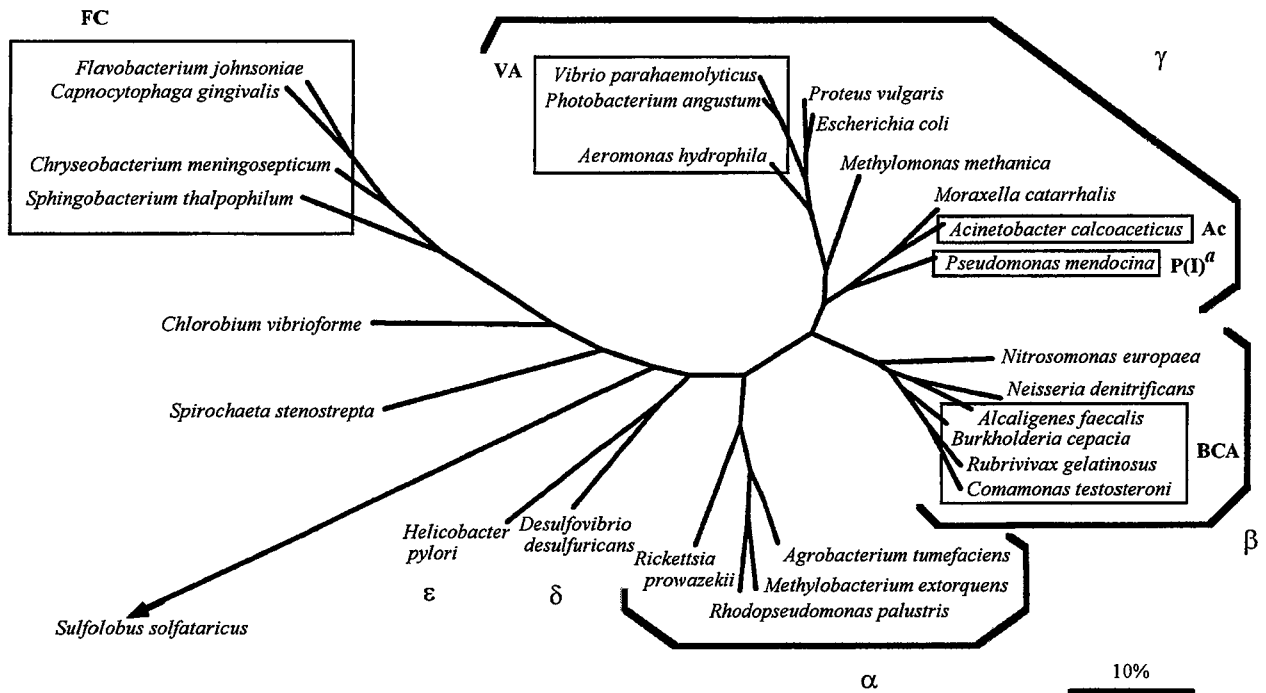 FC
Flavobacterium johnsoniae
Capnocytophaga gingivalis
Chryseobacterium meningosepticum
Sphingobacterium thalpophilum
VA
Vibrio parahaemolyticus
Photobacterium angustum
Aeromonas hydrophila
Proteus vulgaris
Escherichia coli
Methylomonas methanica
Moraxella catarrhalis
Acinetobacter calcoaceticus Ac
Pseudomonas mendocina P(I)a
γ
Chlorobium vibrioforme
Spirochaeta stenostrepta
Nitrosomonas europaea
Neisseria denitrificans
Alcaligenes faecalis
Burkholderia cepacia
Rubrivivax gelatinosus
Comamonas testosteroni
BCA
β
Helicobacter
pylori
Desulfovibrio
desulfuricans
Rickettsia
prowazekii
Agrobacterium tumefaciens
Methylobacterium extorquens
Rhodopseudomonas palustris
ε
δ
α
Sulfolobus solfataricus
10%